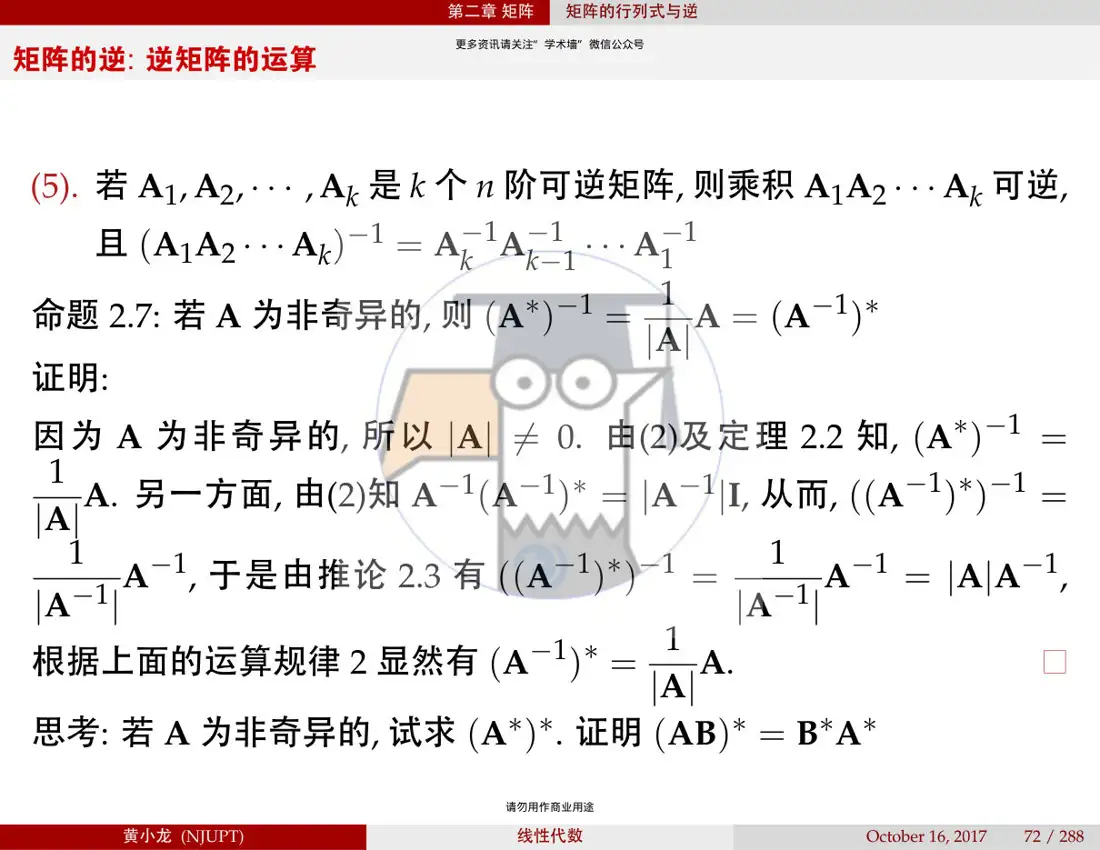 第二章 矩阵 矩阵的行列式与逆
矩阵的逆: 逆矩阵的运算
更多资讯请关注“学术墙”微信公众号
(5). 若 A₁, A₂, ⋯ , Aₖ 是 k 个 n 阶可逆矩阵, 则乘积 A₁A₂ ⋯ Aₖ 可逆,
且 (A₁A₂ ⋯ Aₖ)⁻¹ = Aₖ⁻¹Aₖ₋₁⁻¹ ⋯ A₁⁻¹
命题 2.7: 若 A 为非奇异的, 则 (A*)⁻¹ = 1/|A| A = (A⁻¹)*
证明:
因为 A 为非奇异的, 所以 |A| ≠ 0. 由(2)及定理 2.2 知, (A*)⁻¹ =
1/|A| A. 另一方面, 由(2)知 A⁻¹(A⁻¹)* = |A⁻¹|I, 从而, ((A⁻¹)*)⁻¹ =
1/|A⁻¹| A⁻¹, 于是由推论 2.3 有 ((A⁻¹)*)⁻¹ = 1/|A⁻¹| A⁻¹ = |A|A⁻¹,
根据上面的运算规律 2 显然有 (A⁻¹)* = 1/|A| A. □
思考: 若 A 为非奇异的, 试求 (A*)*. 证明 (AB)* = B*A*
请勿用作商业用途
黄小龙 (NJUPT) 线性代数 October 16, 2017 72 / 288